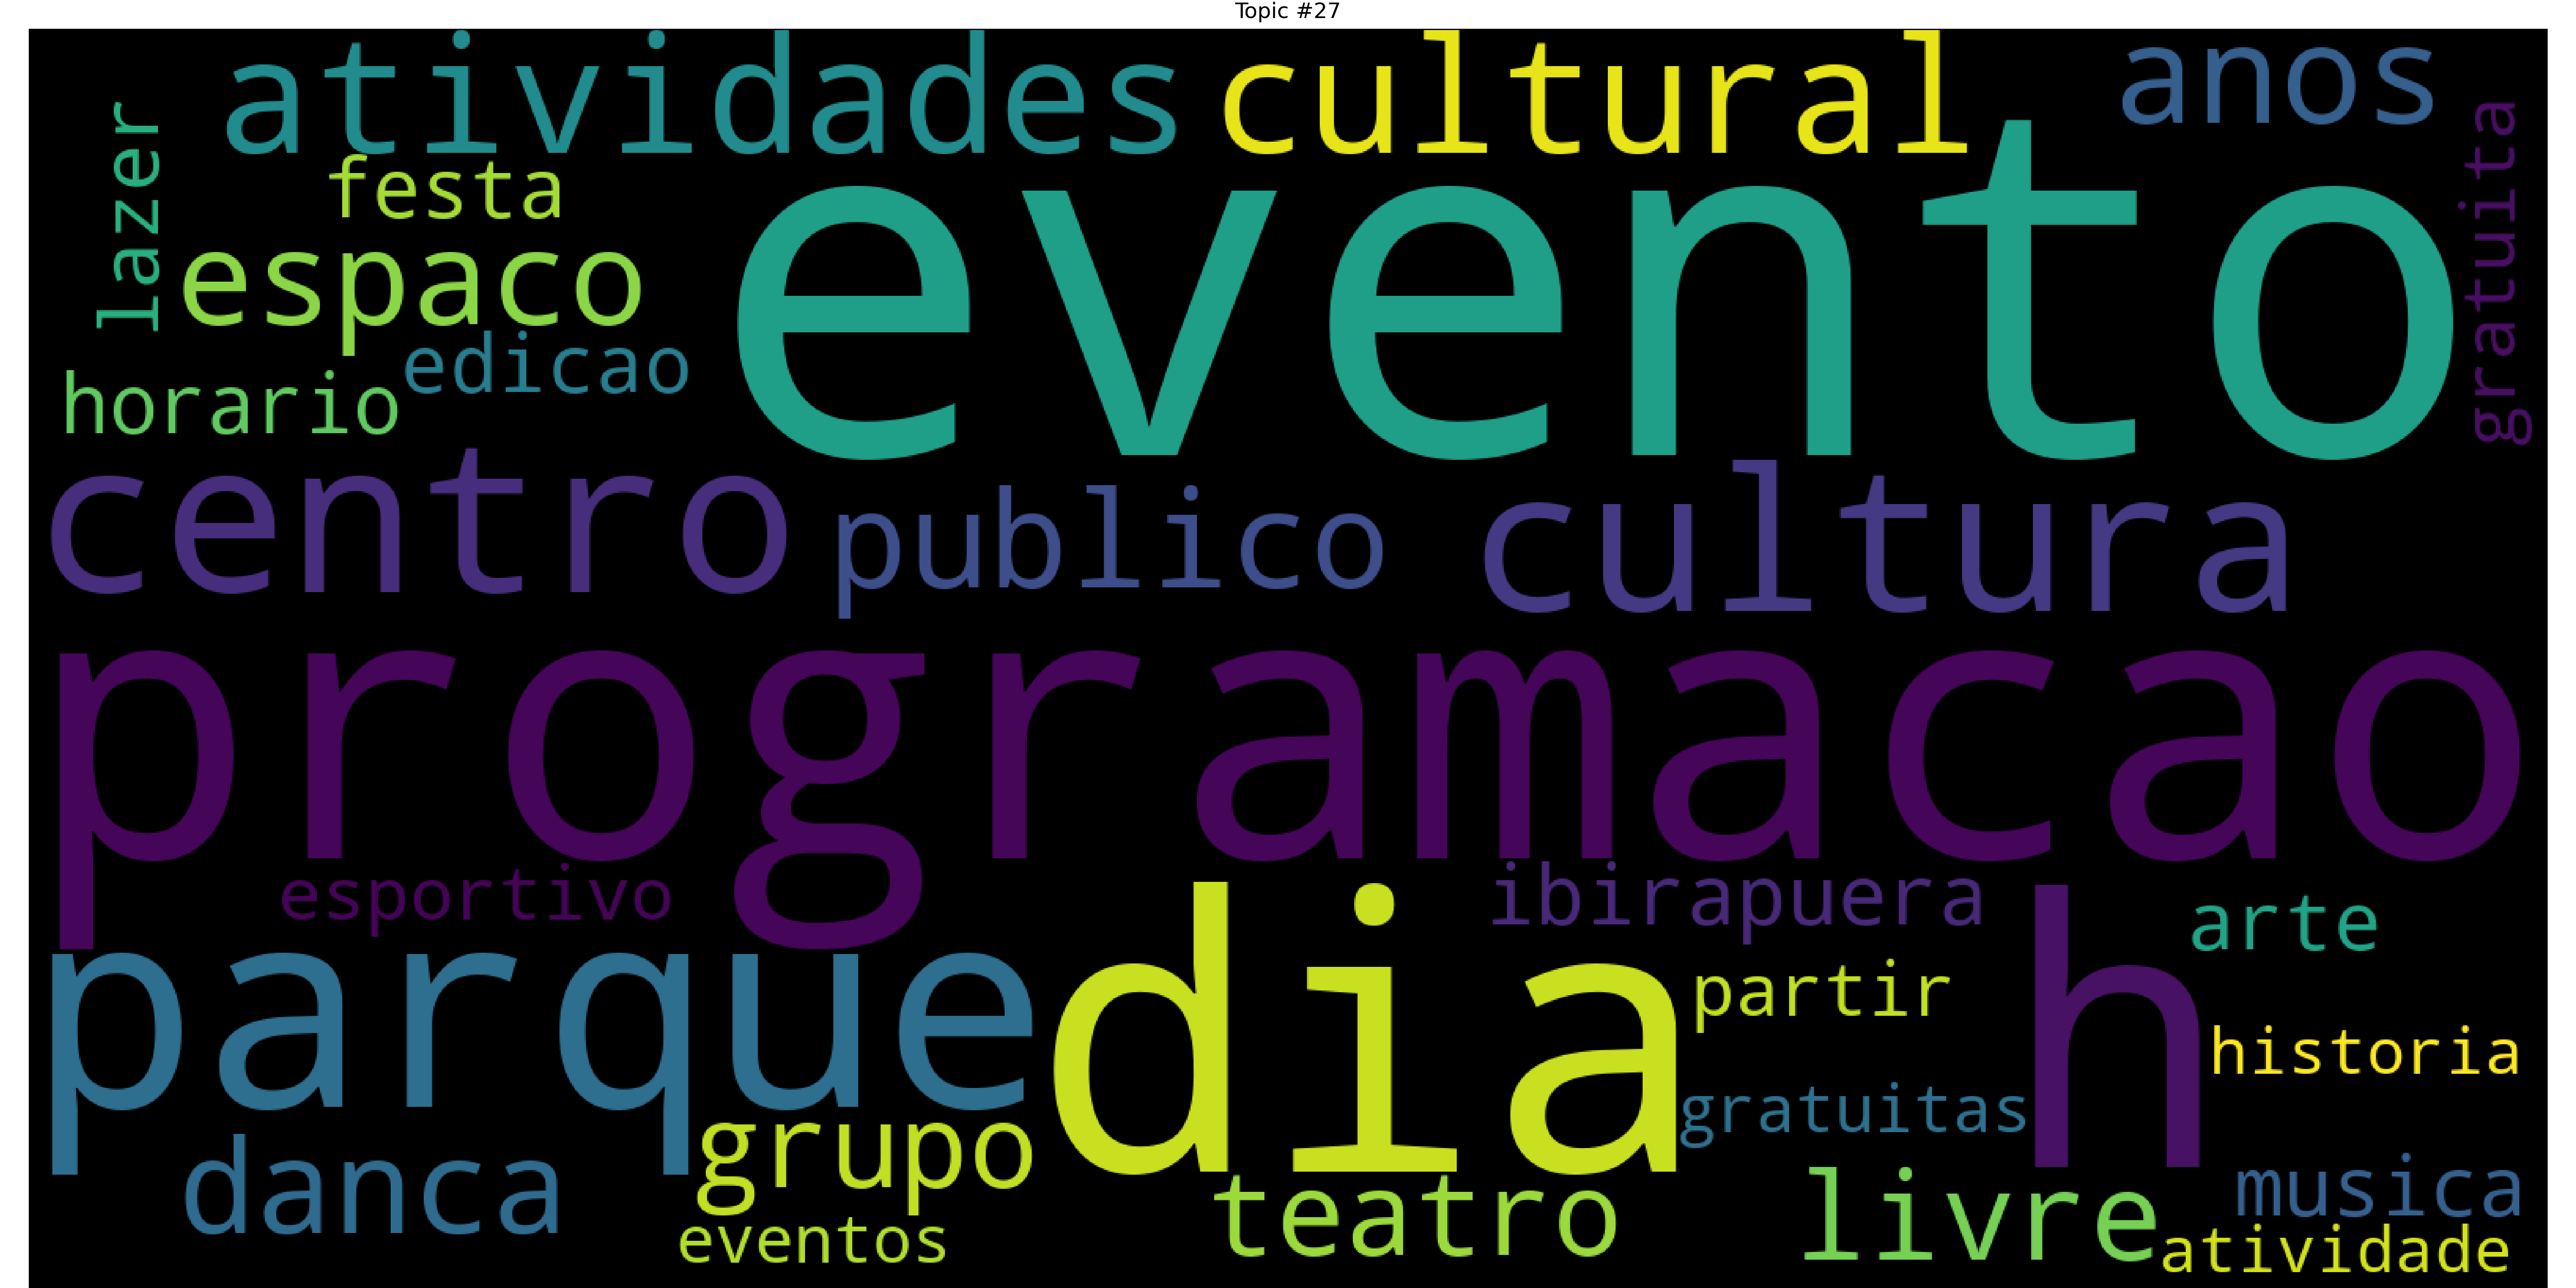 Topic #27
atividades cultural anos
lazer
festa
evento
gratuita
espaco
edicao
horario
centro publico cultura
programacao
esportivo ibirapuera arte
parque dia h
partir
historia
gratuitas
danca grupo teatro livre musica
eventos atividade